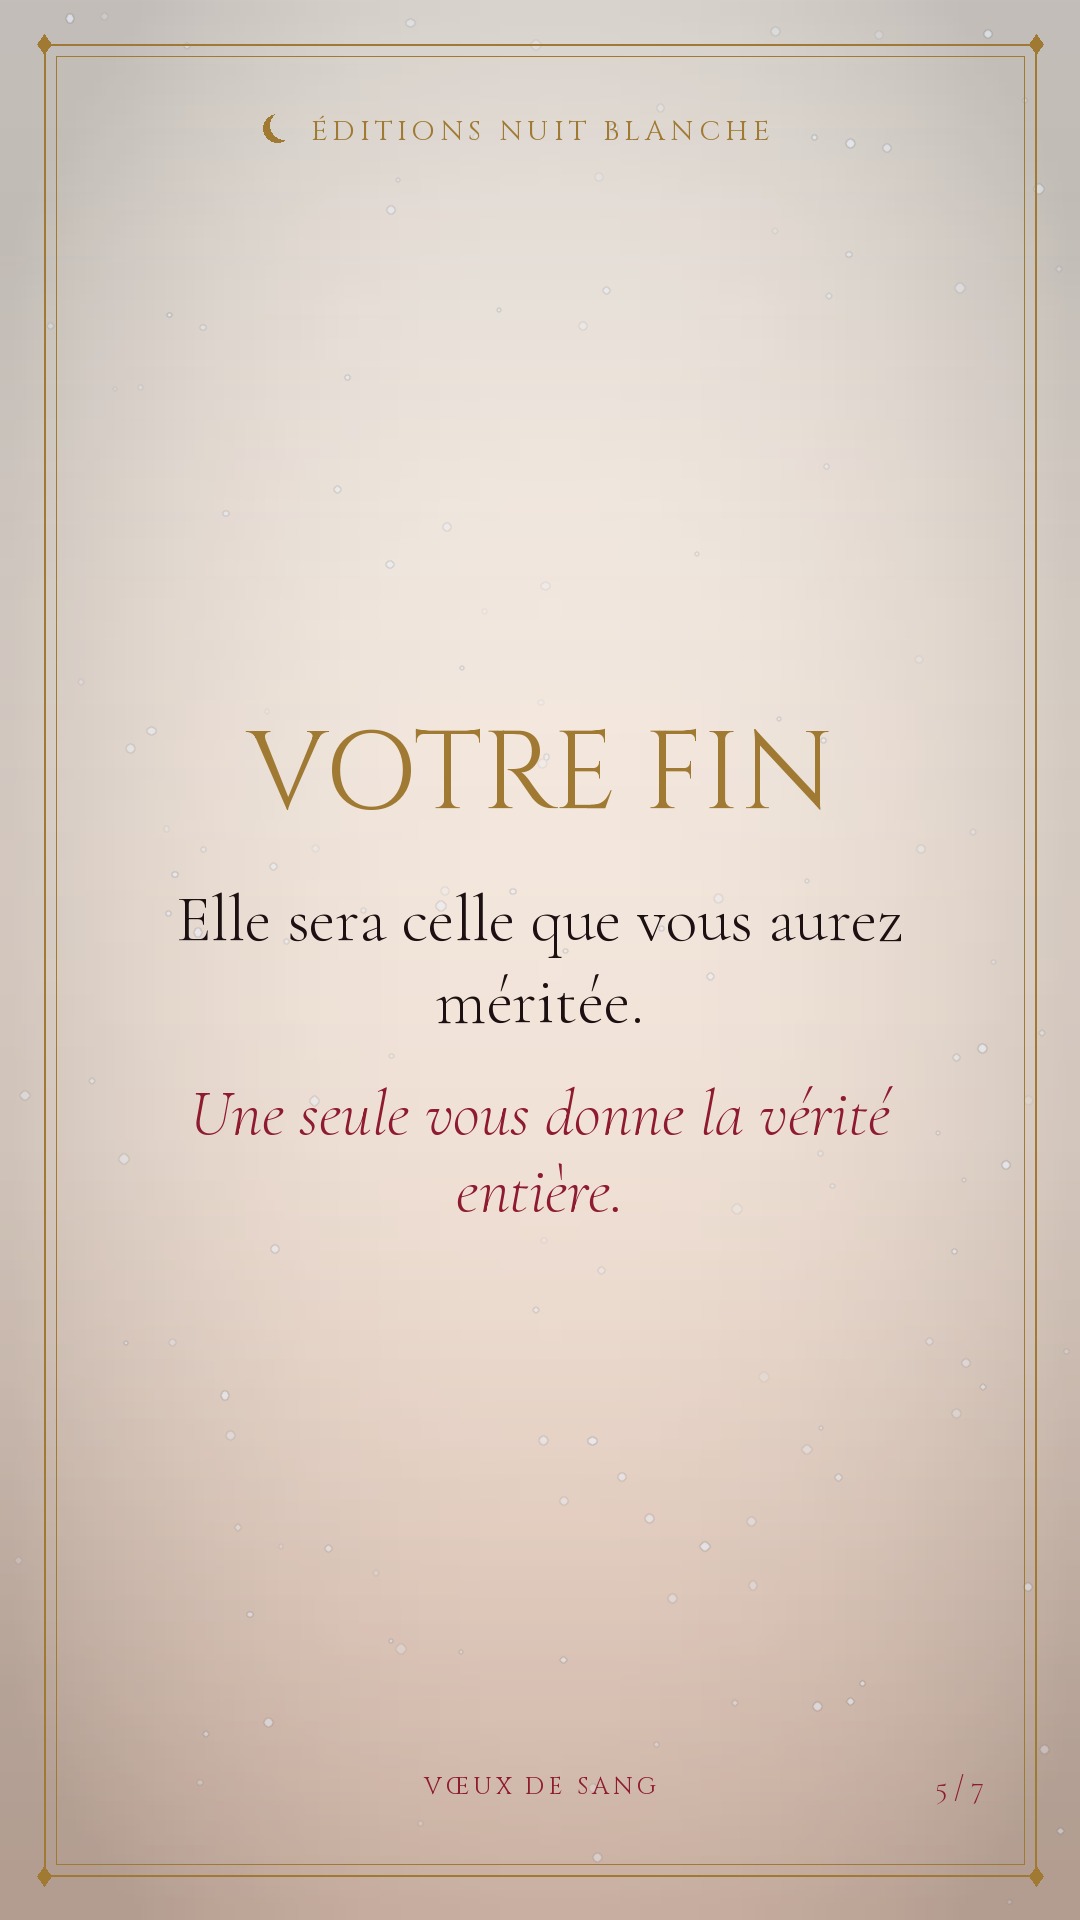 ÉDITIONS NUIT BLANCHE
VOTRE FIN
Elle sera celle que vous aurez
méritée.
Une seule vous donne la vérité
entière.
VŒUX DE SANG
5/7